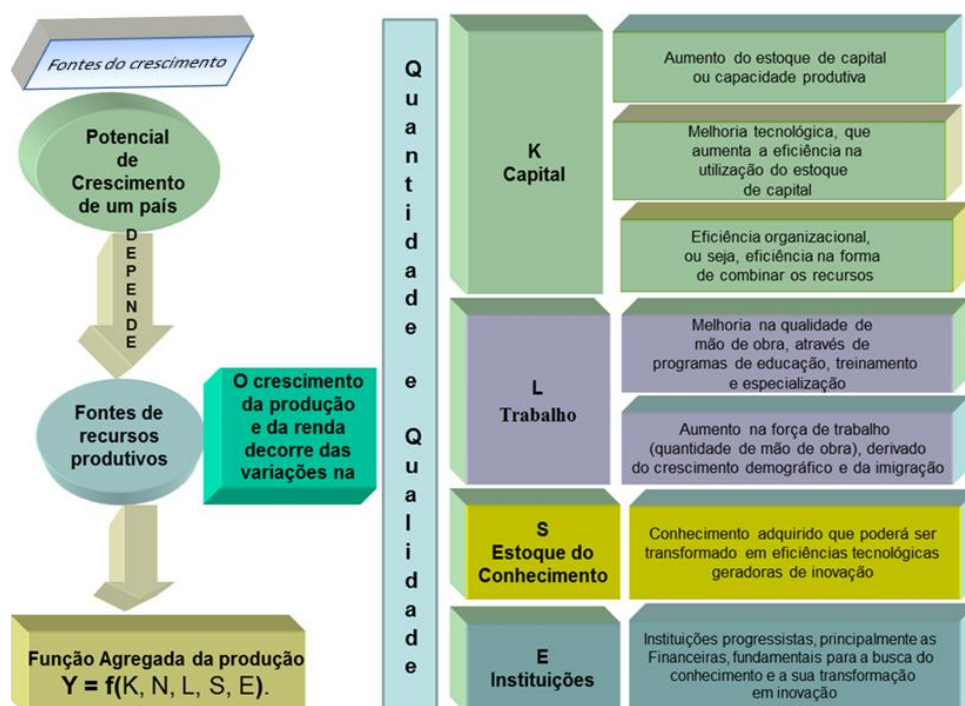 Fontes do crescimento
Potencial
de
Crescimento
de um país
DEPENDE
Fontes de
recursos
produtivos
O crescimento
da produção
e da renda
decorre das
variações na
Função Agregada da produção
Y = f(K, N, L, S, E).
Quantidade e Qualidade
K
Capital
Aumento do estoque de capital
ou capacidade produtiva
Melhoria tecnológica, que
aumenta a eficiência na
utilização do estoque
de capital
Eficiência organizacional,
ou seja, eficiência na forma
de combinar os recursos
L
Trabalho
Melhoria na qualidade de
mão de obra, através de
programas de educação, treinamento
e especialização
Aumento na força de trabalho
(quantidade de mão de obra), derivado
do crescimento demográfico e da imigração
S
Estoque do
Conhecimento
Conhecimento adquirido que poderá ser
transformado em eficiências tecnológicas
geradoras de inovação
E
Instituições
Instituições progressistas, principalmente as
Financeiras, fundamentais para a busca do
conhecimento e a sua transformação
em inovação